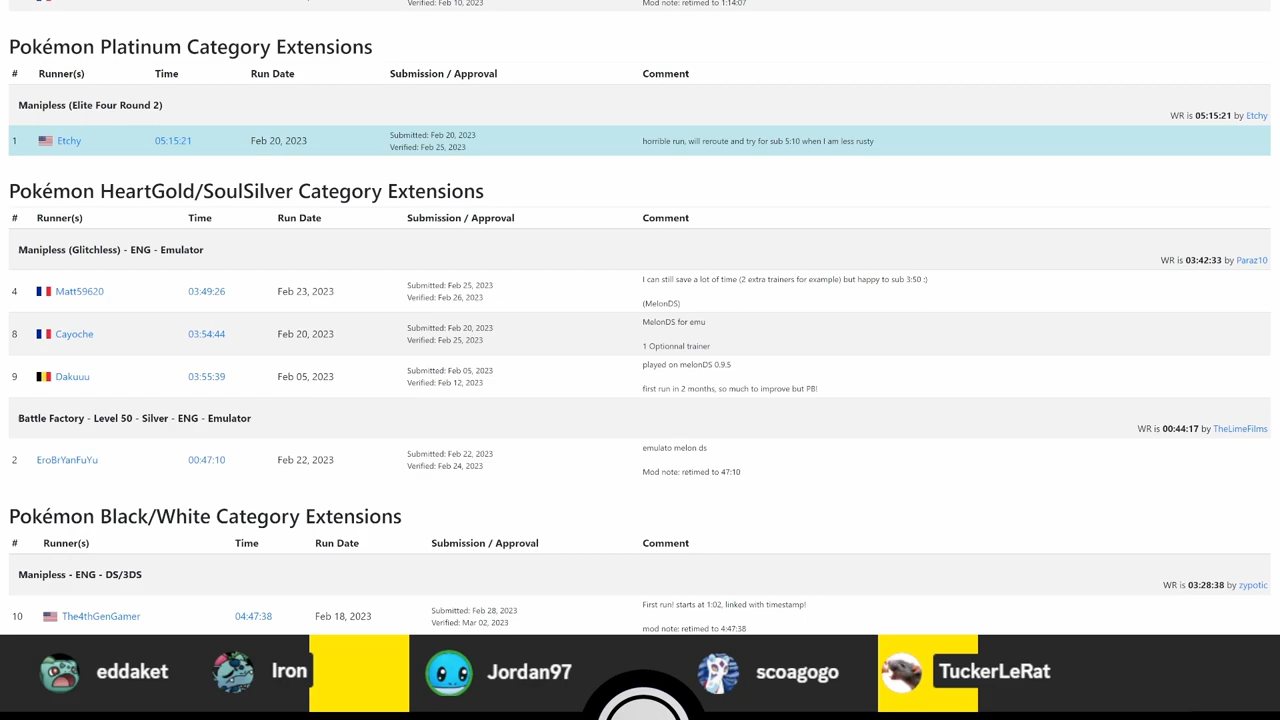 Verified: Feb 10, 2023
Mod note: retimed to 1:14:07
Pokémon Platinum Category Extensions
# Runner(s) Time Run Date Submission / Approval Comment
Manipless (Elite Four Round 2)
WR is 05:15:21 by Etchy
1 Etchy 05:15:21 Feb 20, 2023 Submitted: Feb 20, 2023
Verified: Feb 25, 2023
horrible run, will reroute and try for sub 5:10 when I am less rusty
Pokémon HeartGold/SoulSilver Category Extensions
# Runner(s) Time Run Date Submission / Approval Comment
Manipless (Glitchless) - ENG - Emulator
WR is 03:42:33 by Paraz10
4 Matt59620 03:49:26 Feb 23, 2023 Submitted: Feb 25, 2023
Verified: Feb 26, 2023
I can still save a lot of time (2 extra trainers for example) but happy to sub 3:50 :)
(MelonDS)
8 Cayoche 03:54:44 Feb 20, 2023 Submitted: Feb 20, 2023
Verified: Feb 25, 2023
MelonDS for emu
1 Optionnal trainer
9 Dakuuu 03:55:39 Feb 05, 2023 Submitted: Feb 05, 2023
Verified: Feb 12, 2023
played on melonDS 0.9.5
first run in 2 months, so much to improve but PB!
Battle Factory - Level 50 - Silver - ENG - Emulator
WR is 00:44:17 by TheLimeFilms
2 EroBrYanFuYu 00:47:10 Feb 22, 2023 Submitted: Feb 22, 2023
Verified: Feb 24, 2023
emulato melon ds
Mod note: retimed to 47:10
Pokémon Black/White Category Extensions
# Runner(s) Time Run Date Submission / Approval Comment
Manipless - ENG - DS/3DS
WR is 03:28:38 by zypotic
10 The4thGenGamer 04:47:38 Feb 18, 2023 Submitted: Feb 28, 2023
Verified: Mar 02, 2023
First run! starts at 1:02, linked with timestamp!
mod note: retimed to 4:47:38
eddaket Iron Jordan97 scoagogo TuckerLeRat